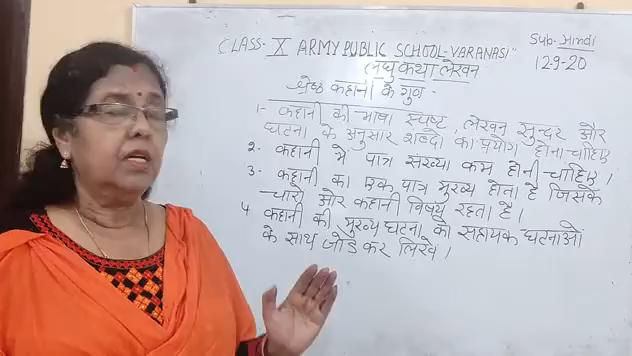 CLASS- X ARMY PUBLIC SCHOOL-VARANASI"
Sub- हिन्दी
12-9-20
लघु कथा लेखन
श्रेष्ठ कहानी के गुण -
1- कहानी की भाषा स्पष्ट, लेखन सुन्दर और
घटना के अनुसार शब्दों का प्रयोग होना चाहिए
2- कहानी में पात्र संख्या कम होनी चाहिए।
3- कहानी का एक पात्र मुख्य होता है जिसके
चारों ओर कहानी विषय रहता है।
4 कहानी की मुख्य घटना को सहायक घटनाओं
के साथ जोड़ कर लिखें।